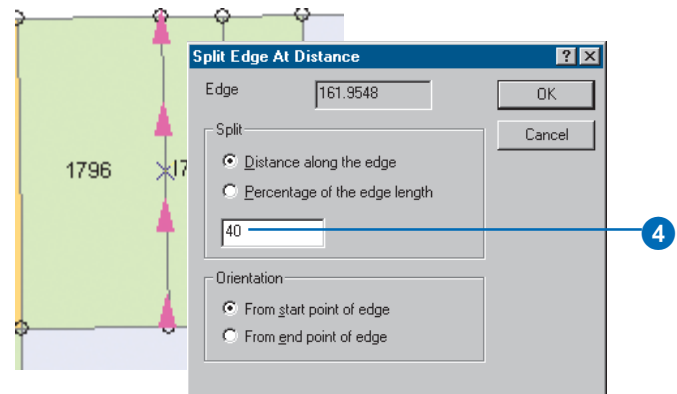 Split Edge At Distance
Edge 161.9548 OK
Split Cancel
Distance along the edge
Percentage of the edge length
40
4
Orientation
From start point of edge
From end point of edge
1796